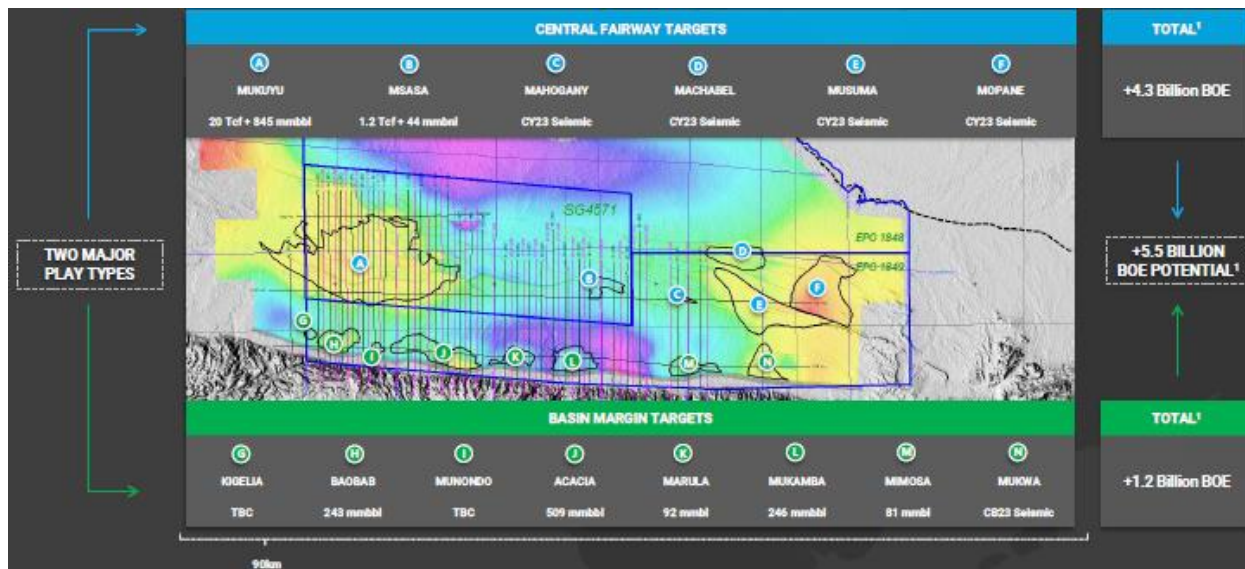 CENTRAL FAIRWAY TARGETS
TOTAL¹
A B C D E F
MUKUYU MSASA MAHOGANY MACHABEL MUSUMA MOPANE
+4.3 Billion BOE
20 Tcf + 845 mmbbl 1.2 Tcf + 44 mmbnl CY23 Seismic CY23 Seismic CY23 Seismic CY23 Seismic
SG4571
EPO 1848
EPO 1849
A
B
C
D
E
F
G
H
I
J
K
L
M
N
TWO MAJOR
PLAY TYPES
+5.5 BILLION
BOE POTENTIAL¹
BASIN MARGIN TARGETS
TOTAL¹
G H I J K L M N
KIGELIA BAOBAB MUNONDO ACACIA MARULA MUKAMBA MIMOSA MUKWA
+1.2 Billion BOE
TBC 243 mmbbl TBC 509 mmbbl 92 mmbl 246 mmbbl 81 mmbl CB23 Seismic
90km